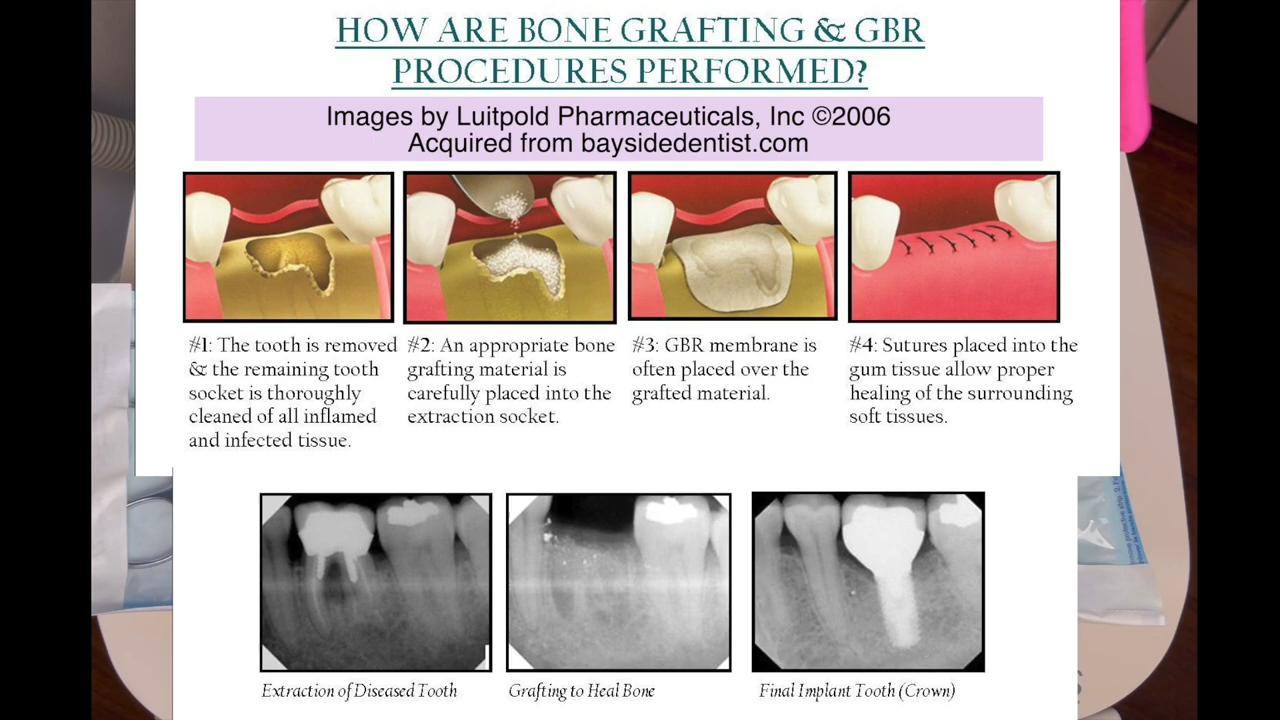 HOW ARE BONE GRAFTING & GBR
PROCEDURES PERFORMED?
Images by Luitpold Pharmaceuticals, Inc ©2006
Acquired from baysidedentist.com
#1: The tooth is removed
& the remaining tooth
socket is thoroughly
cleaned of all inflamed
and infected tissue.
#2: An appropriate bone
grafting material is
carefully placed into the
extraction socket.
#3: GBR membrane is
often placed over the
grafted material.
#4: Sutures placed into the
gum tissue allow proper
healing of the surrounding
soft tissues.
Extraction of Diseased Tooth
Grafting to Heal Bone
Final Implant Tooth (Crown)